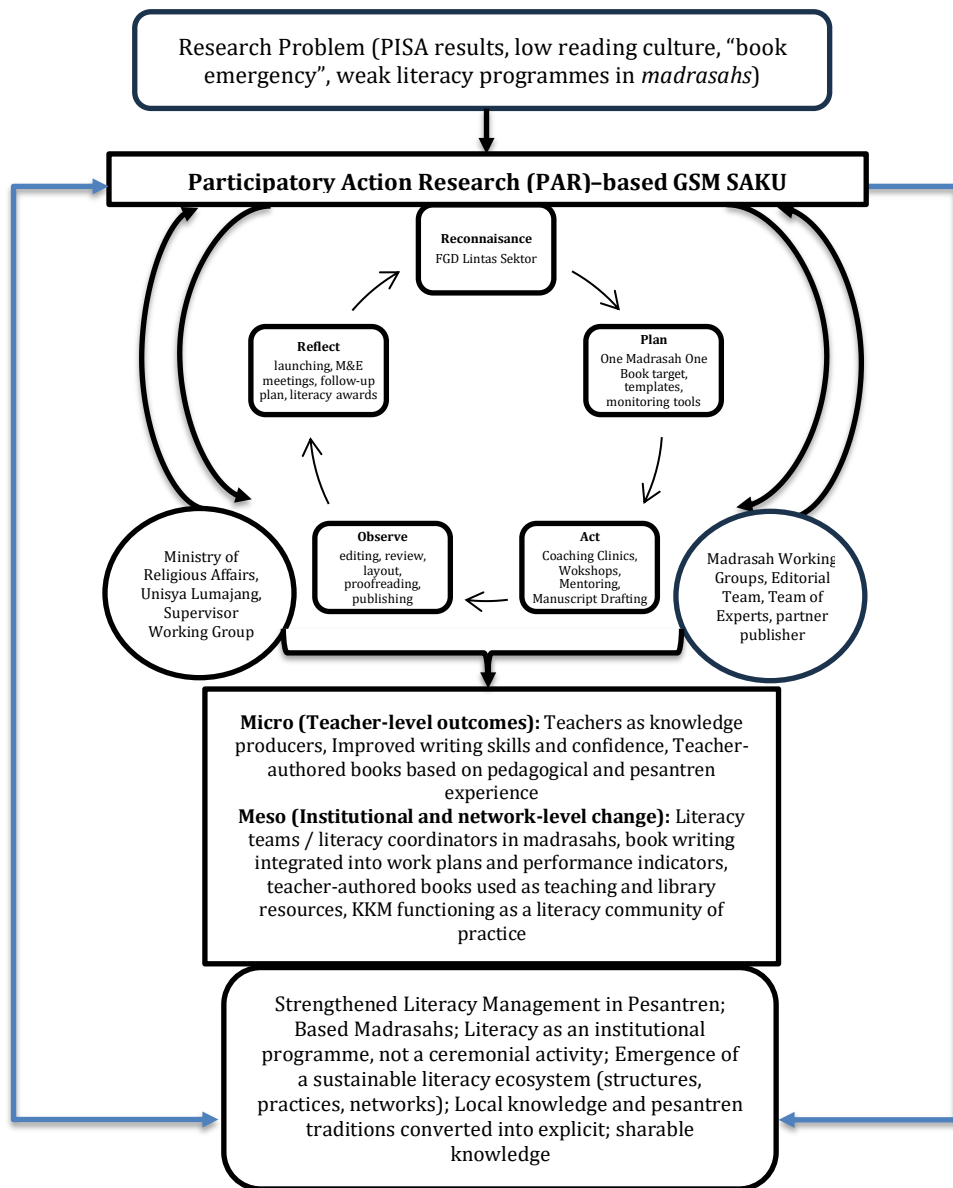 Research Problem (PISA results, low reading culture, “book
emergency”, weak literacy programmes in madrasahs)
Participatory Action Research (PAR)–based GSM SAKU
Reconnaisance
FGD Lintas Sektor
Reflect
launching, M&E
meetings, follow-up
plan, literacy awards
Plan
One Madrasah One
Book target,
templates,
monitoring tools
Ministry of
Religious Affairs,
Unisya Lumajang,
Supervisor
Working Group
Observe
editing, review,
layout,
proofreading,
publishing
Act
Coaching Clinics,
Wokshops,
Mentoring,
Manuscript Drafting
Madrasah Working
Groups, Editorial
Team, Team of
Experts, partner
publisher
Micro (Teacher-level outcomes): Teachers as knowledge
producers, Improved writing skills and confidence, Teacher-
authored books based on pedagogical and pesantren
experience
Meso (Institutional and network-level change): Literacy
teams / literacy coordinators in madrasahs, book writing
integrated into work plans and performance indicators,
teacher-authored books used as teaching and library
resources, KKM functioning as a literacy community of
practice
Strengthened Literacy Management in Pesantren;
Based Madrasahs; Literacy as an institutional
programme, not a ceremonial activity; Emergence of
a sustainable literacy ecosystem (structures,
practices, networks); Local knowledge and pesantren
traditions converted into explicit; sharable
knowledge